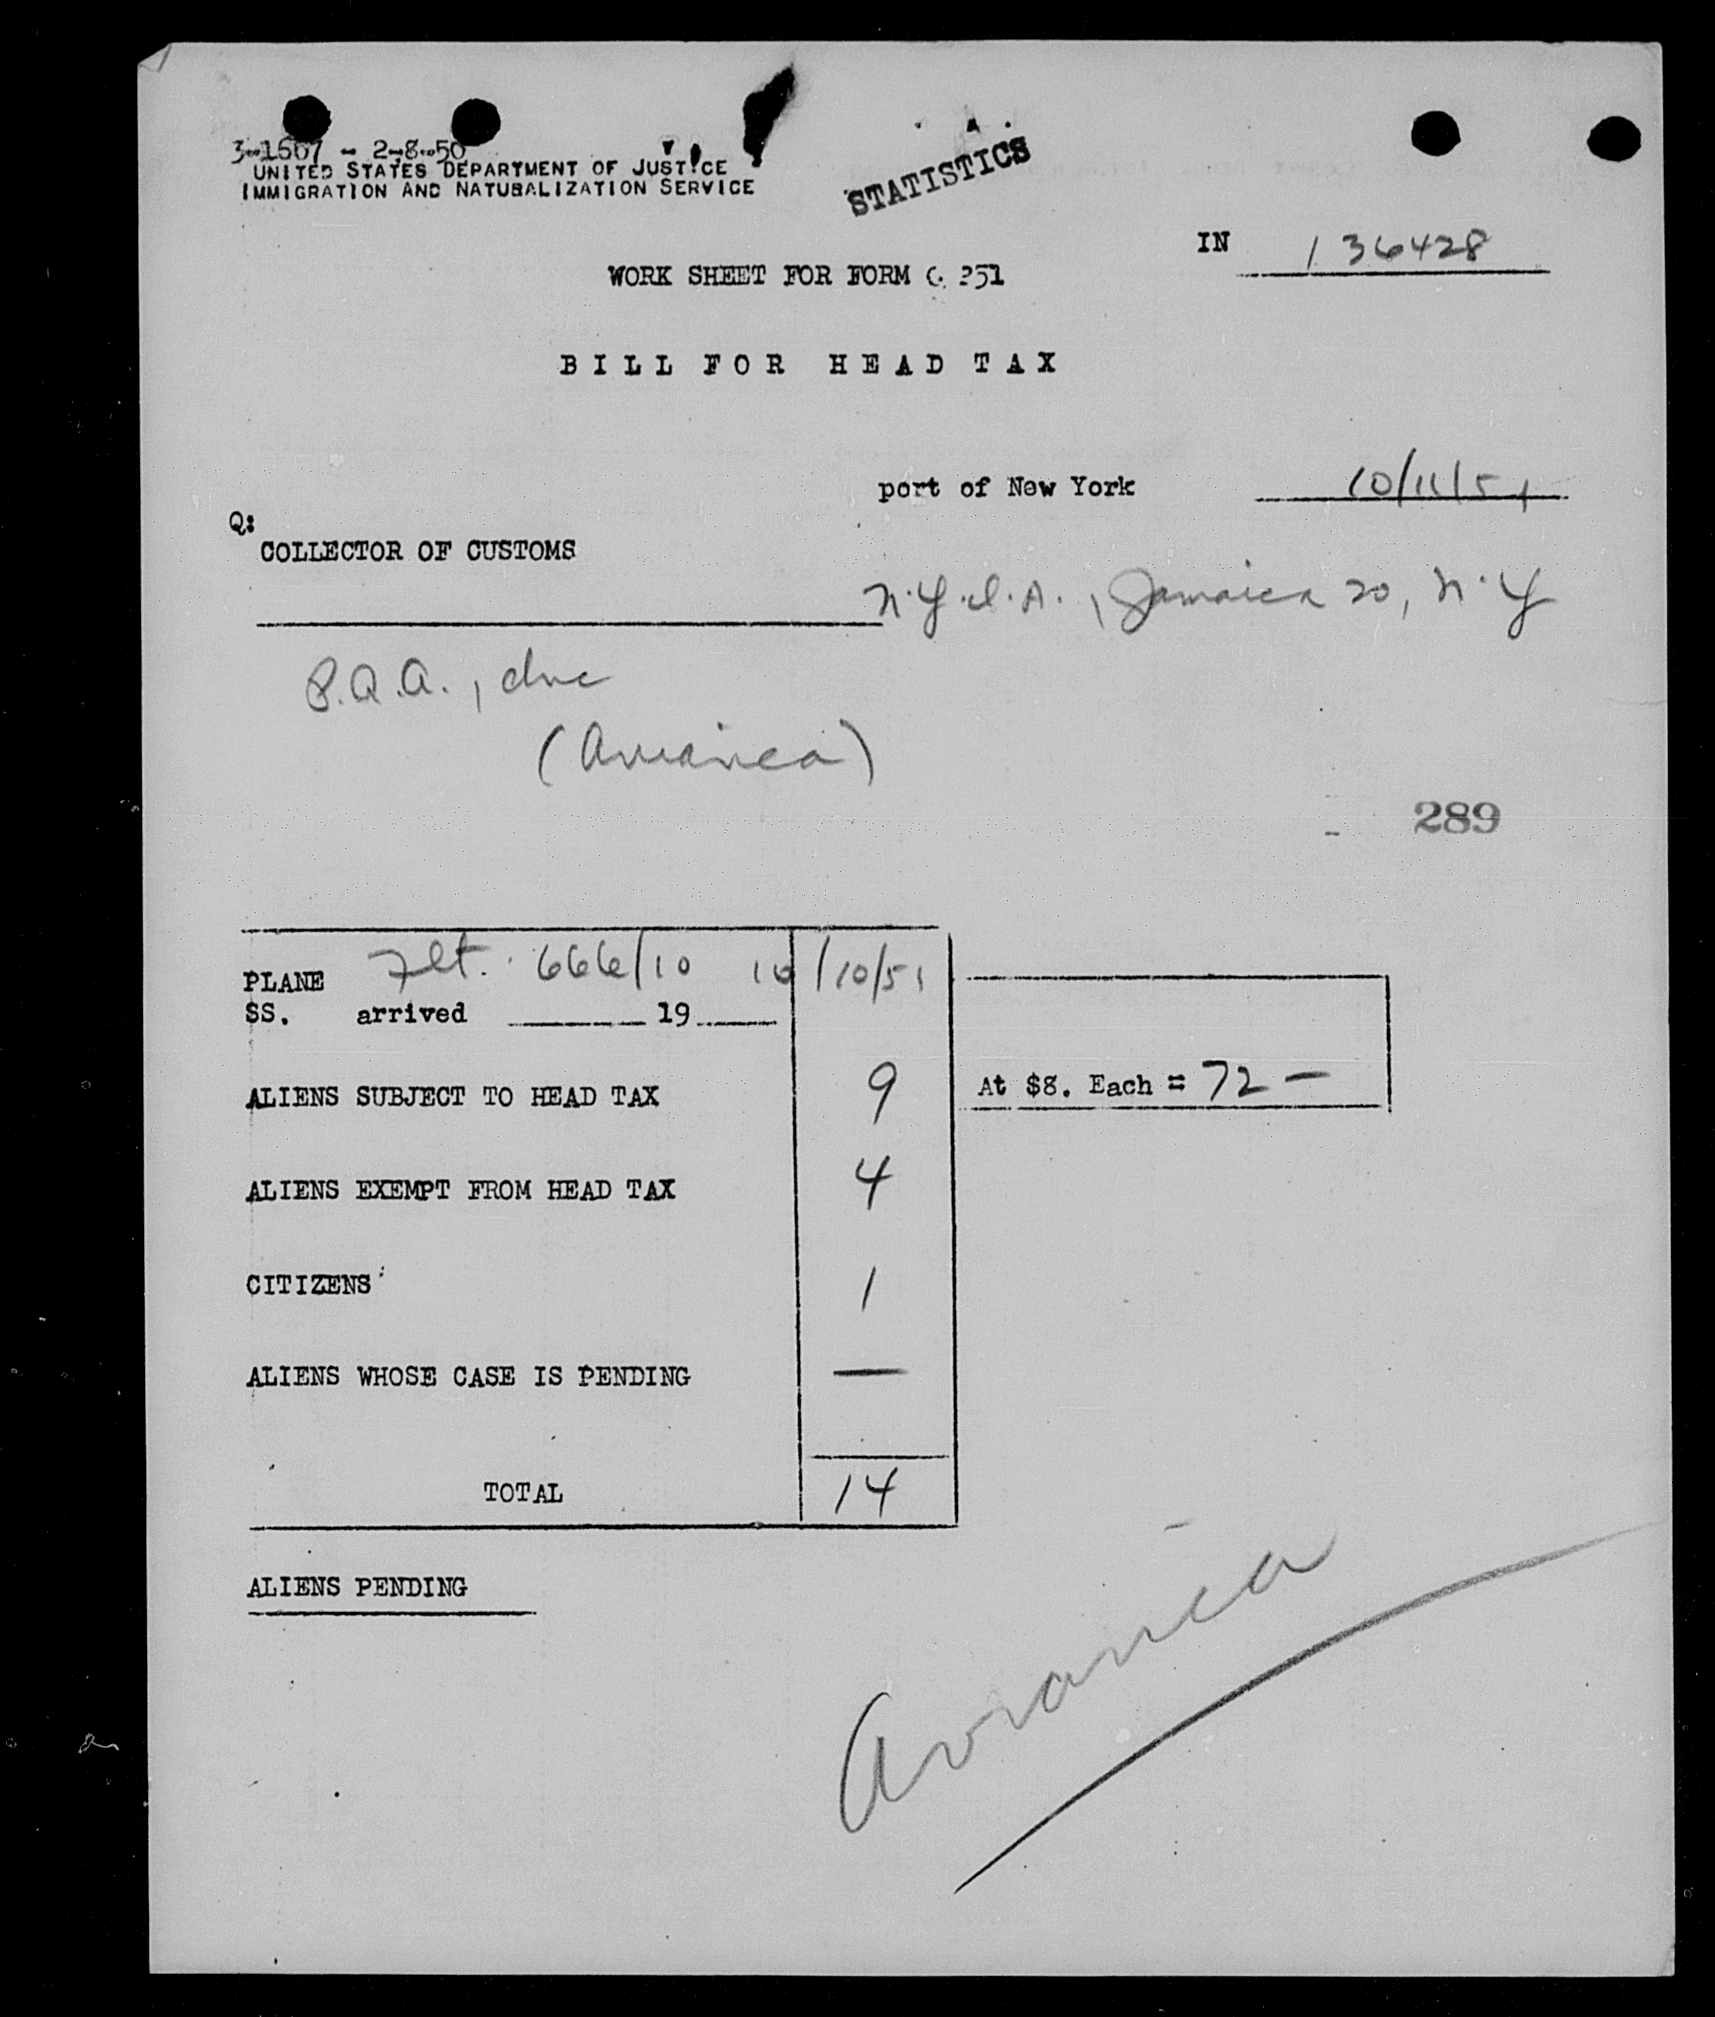 3-1567 - 2-8-50
UNITED STATES DEPARTMENT OF JUSTICE
IMMIGRATION AND NATURALIZATION SERVICE
STATISTICS
IN 136428
WORK SHEET FOR FORM 351
BILL FOR HEAD TAX
port of New York 10/11/51
Q:
COLLECTOR OF CUSTOMS
N.Y.I.A., Jamaica 20, N.Y
P.A.A., Inc
(Avianca)
289
PLANE Flt. 666/10 10/10/51
SS. arrived ______ 19____
ALIENS SUBJECT TO HEAD TAX 9 At $8. Each = 72 -
ALIENS EXEMPT FROM HEAD TAX 4
CITIZENS 1
ALIENS WHOSE CASE IS PENDING —
TOTAL 14
ALIENS PENDING
Avianca